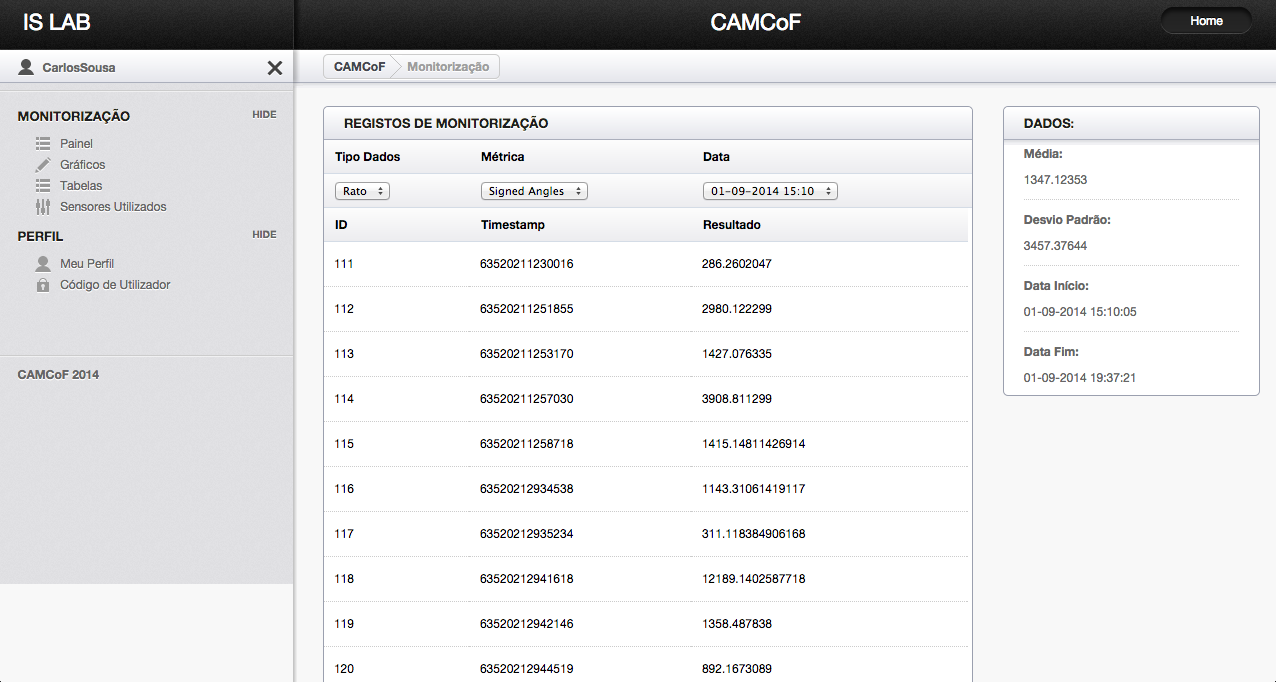 IS LAB
CAMCoF
Home
CarlosSousa
CAMCoF Monitorização
MONITORIZAÇÃO HIDE
Painel
Gráficos
Tabelas
Sensores Utilizados
PERFIL HIDE
Meu Perfil
Código de Utilizador
CAMCoF 2014
REGISTOS DE MONITORIZAÇÃO
Tipo Dados Métrica Data
Rato Signed Angles 01-09-2014 15:10
ID Timestamp Resultado
111 63520211230016 286.2602047
112 63520211251855 2980.122299
113 63520211253170 1427.076335
114 63520211257030 3908.811299
115 63520211258718 1415.14811426914
116 63520212934538 1143.31061419117
117 63520212935234 311.118384906168
118 63520212941618 12189.1402587718
119 63520212942146 1358.487838
120 63520212944519 892.1673089
DADOS:
Média:
1347.12353
Desvio Padrão:
3457.37644
Data Início:
01-09-2014 15:10:05
Data Fim:
01-09-2014 19:37:21